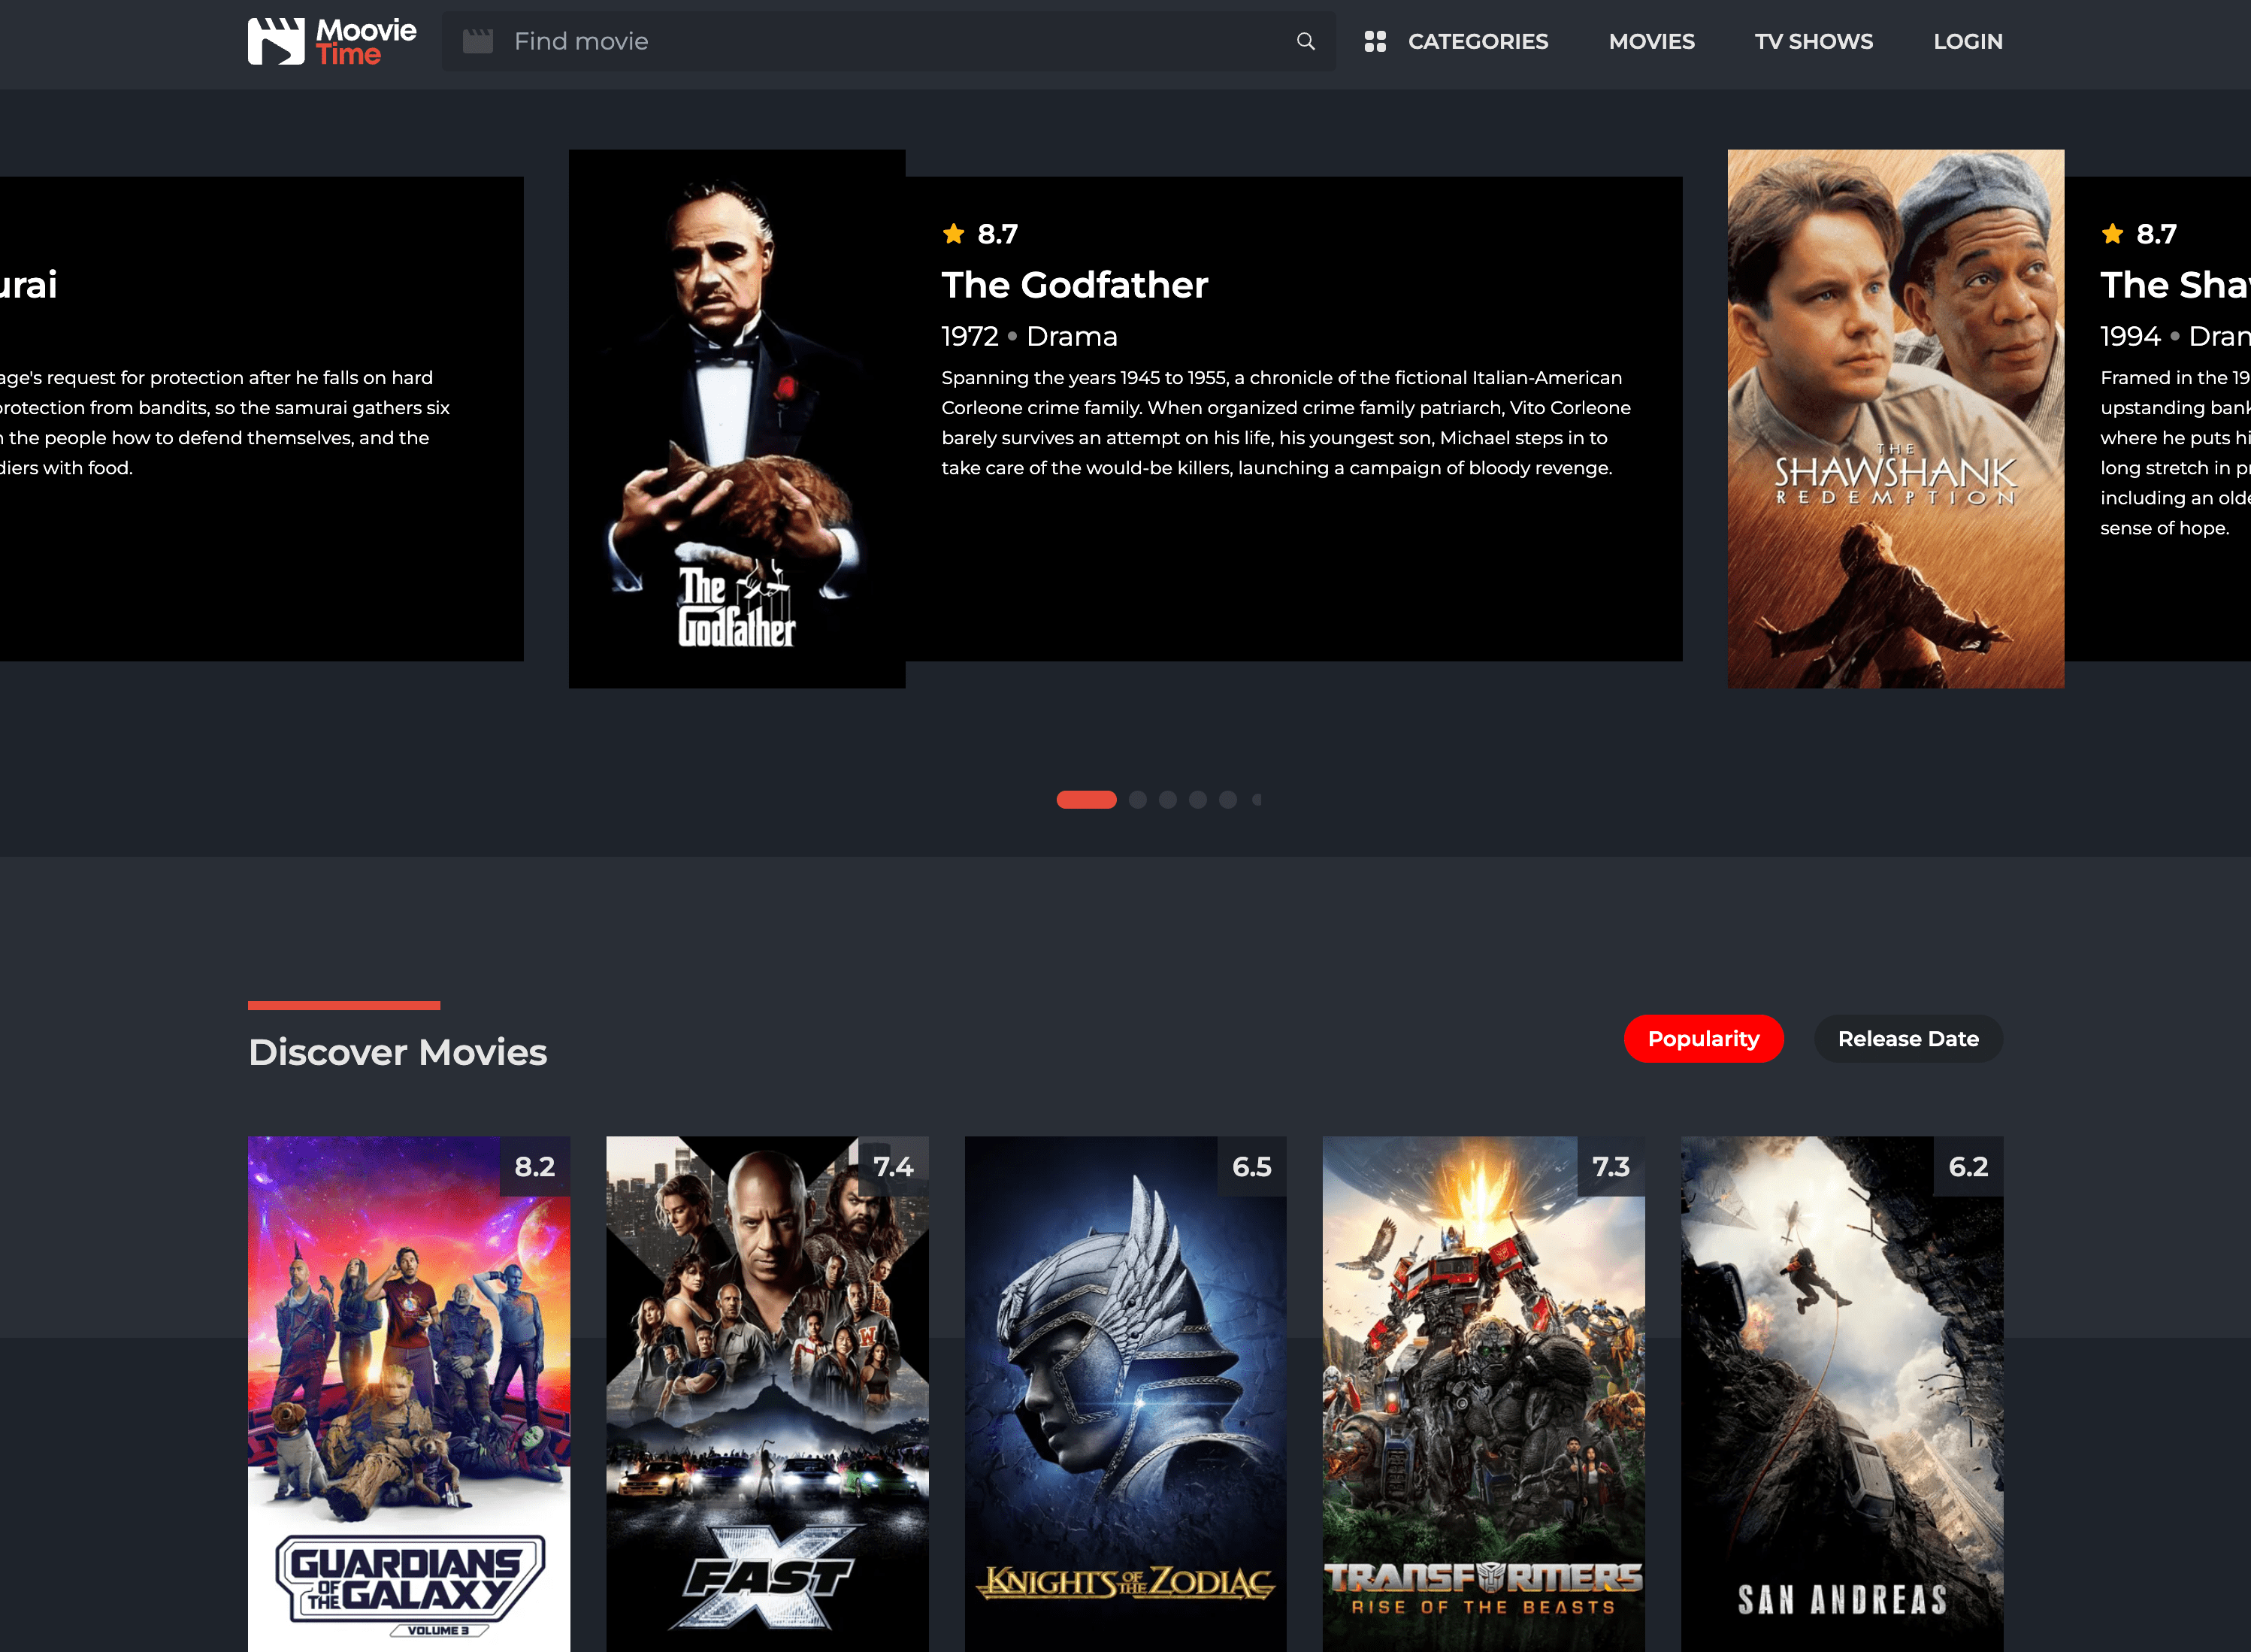 Moovie
Time
Find movie
CATEGORIES
MOVIES
TV SHOWS
LOGIN
urai
age's request for protection after he falls on hard
protection from bandits, so the samurai gathers six
the people how to defend themselves, and the
diers with food.
The
Godfather
8.7
The Godfather
1972 • Drama
Spanning the years 1945 to 1955, a chronicle of the fictional Italian-American
Corleone crime family. When organized crime family patriarch, Vito Corleone
barely survives an attempt on his life, his youngest son, Michael steps in to
take care of the would-be killers, launching a campaign of bloody revenge.
THE
SHAWSHANK
REDEMPTION
8.7
The Shaw
1994 • Dran
Framed in the 19
upstanding bank
where he puts hi
long stretch in pr
including an olde
sense of hope.
Discover Movies
Popularity
Release Date
8.2
GUARDIANS
OF
THE GALAXY
VOLUME 3
7.4
W
FAST X
6.5
KNIGHTS OF THE ZODIAC
7.3
TRANSFORMERS
RISE OF THE BEASTS
6.2
SAN ANDREAS